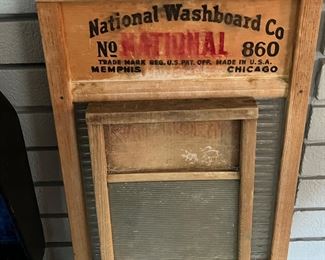 National Washboard Co
No NATIONAL 860
TRADE MARK REG. U.S. PAT. OFF. MADE IN U.S.A.
MEMPHIS CHICAGO